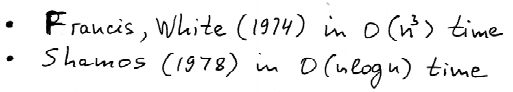 • Francis, White (1974) in O(n³) time
• Shamos (1978) in O(nlogn) time